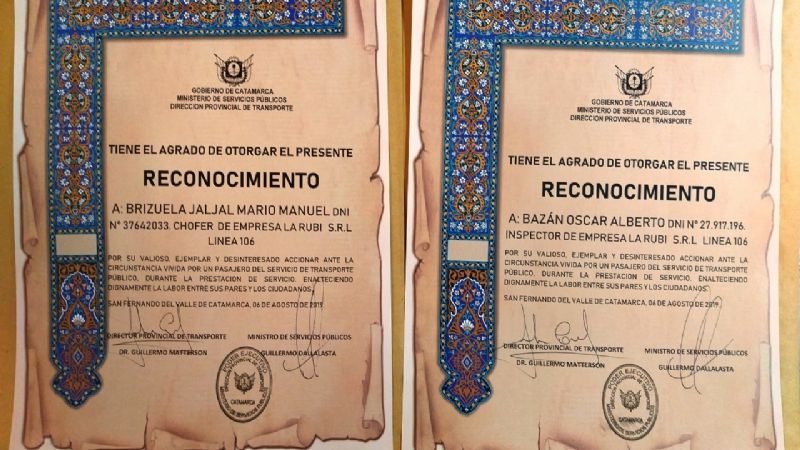 GOBIERNO DE CATAMARCA
MINISTERIO DE SERVICIOS PÚBLICOS
DIRECCION PROVINCIAL DE TRANSPORTE
TIENE EL AGRADO DE OTORGAR EL PRESENTE
RECONOCIMIENTO
A: BRIZUELA JALJAL MARIO MANUEL DNI
N° 37642033. CHOFER DE EMPRESA LA RUBI S.R.L
LINEA 106
POR SU VALIOSO, EJEMPLAR Y DESINTERESADO ACCIONAR ANTE LA
CIRCUNSTANCIA VIVIDA POR UN PASAJERO DEL SERVICIO DE TRANSPORTE
PÚBLICO, DURANTE LA PRESTACION DE SERVICIO, ENALTECIENDO
DIGNAMENTE LA LABOR ENTRE SUS PARES Y LOS CIUDADANOS.
SAN FERNANDO DEL VALLE DE CATAMARCA, 06 DE AGOSTO DE 2019
DIRECTOR PROVINCIAL DE TRANSPORTE MINISTRO DE SERVICIOS PÚBLICOS
DR. GUILLERMO MATTERSON GUILLERMO DALLALASTA
PODER EJECUTIVO
CATAMARCA
GOBIERNO DE CATAMARCA
MINISTERIO DE SERVICIOS PÚBLICOS
DIRECCION PROVINCIAL DE TRANSPORTE
TIENE EL AGRADO DE OTORGAR EL PRESENTE
RECONOCIMIENTO
A: BAZÁN OSCAR ALBERTO DNI N° 27.917.196.
INSPECTOR DE EMPRESA LA RUBI S.R.L LINEA 106
POR SU VALIOSO, EJEMPLAR Y DESINTERESADO ACCIONAR ANTE LA
CIRCUNSTANCIA VIVIDA POR UN PASAJERO DEL SERVICIO DE TRANSPORTE
PÚBLICO, DURANTE LA PRESTACION DE SERVICIO, ENALTECIENDO
DIGNAMENTE LA LABOR ENTRE SUS PARES Y LOS CIUDADANOS.
SAN FERNANDO DEL VALLE DE CATAMARCA, 06 DE AGOSTO DE 2019
DIRECTOR PROVINCIAL DE TRANSPORTE MINISTRO DE SERVICIOS PÚBLICOS
DR. GUILLERMO MATTERSON GUILLERMO DALLALASTA
PODER EJECUTIVO
CATAMARCA